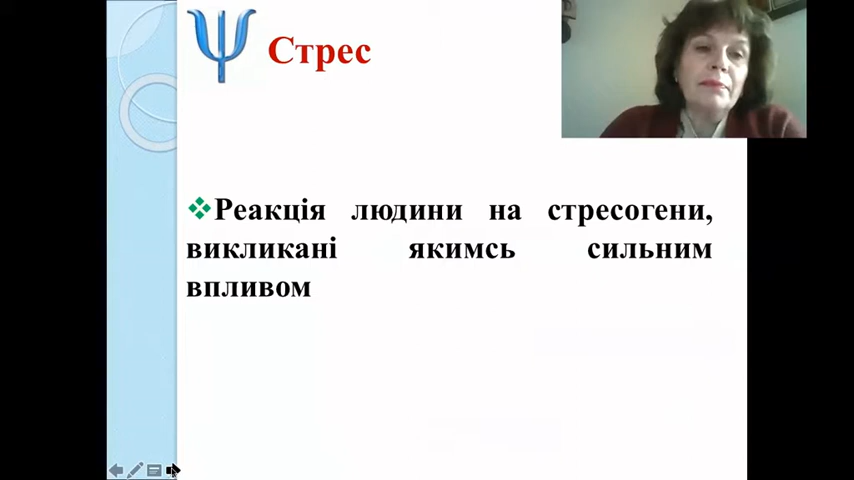 Стрес
Реакція людини на стресогени,
викликані якимсь сильним
впливом